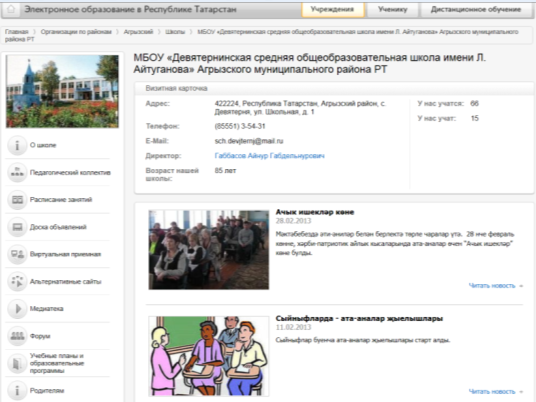 Электронное образование в Республике Татарстан
Учреждения
Ученику
Дистанционное обучение
Главная | Организации по районам | Агрызский | Школы | МБОУ «Девятернинская средняя общеобразовательная школа имени Л. Айтуганова» Агрызского муниципального
района РТ
МБОУ «Девятернинская средняя общеобразовательная школа имени Л.
Айтуганова» Агрызского муниципального района РТ
Визитная карточка
Адрес: 422224, Республика Татарстан, Агрызский район, с.
Девятерня, ул. Школьная, д. 1
Телефон: (85551) 3-54-31
E-Mail: sch.devjternj@mail.ru
Директор: Габбасов Айнур Габдельнурович
Возраст нашей
школы: 85 лет
У нас учатся: 66
У нас учат: 15
О школе
Педагогический коллектив
Расписание занятий
Доска объявлений
Виртуальная приемная
Альтернативные сайты
Медиатека
Форум
Учебные планы и
образовательные
программы
Родителям
Ачык ишекләр көне
28.02.2013
Мәктәбебездә әти-әниләр белән берлектә төрле чаралар үтә. 28 нче февраль
көнне, хәрби-патриотик айлык кысаларында ата-аналар өчен "Ачык ишекләр"
көне булды.
Читать новость →
Сыйныфларда - ата-аналар җыелышлары
11.02.2013
Сыйныфлар буенча ата-аналар җыелышлары старт алды.
Читать новость →